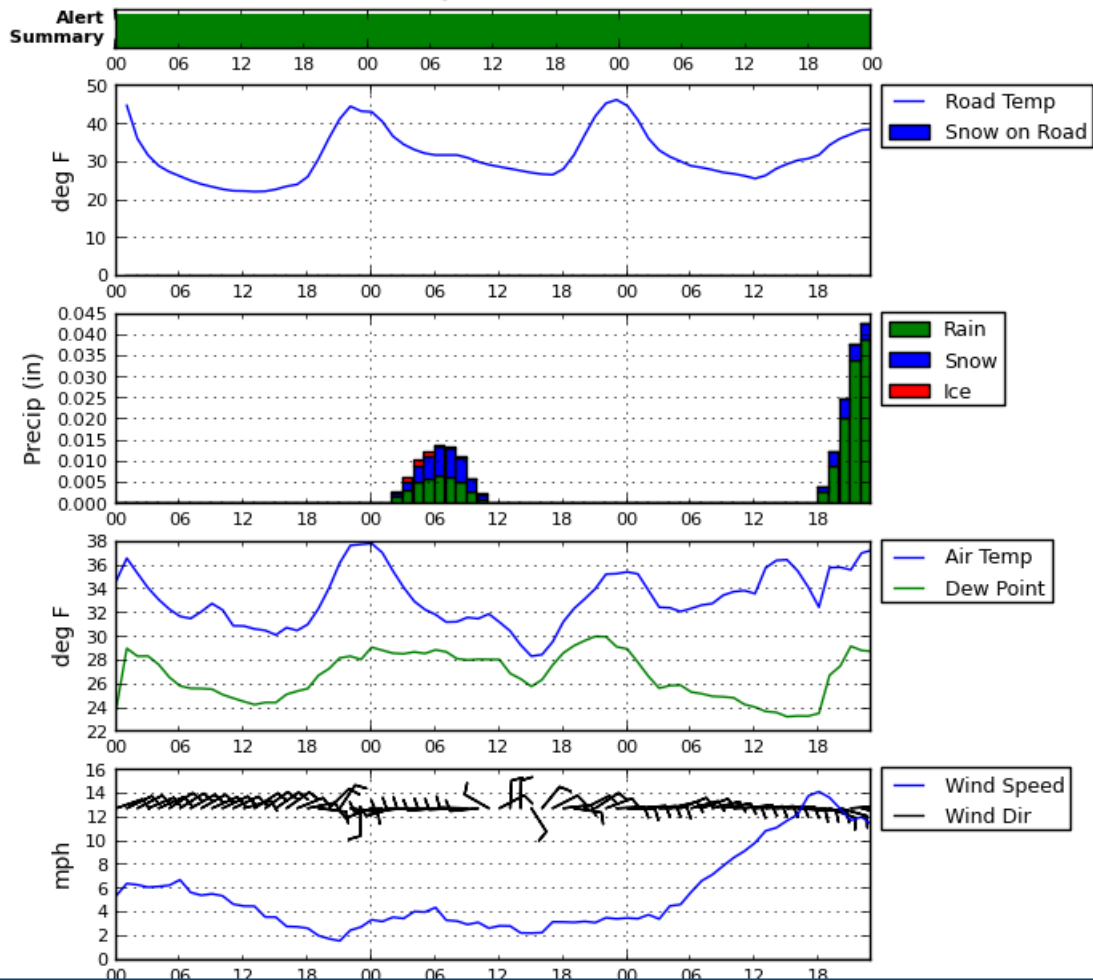 Alert
Summary
00 06 12 18 00 06 12 18 00 06 12 18 00
50
40
30
20
10
0
deg F
00 06 12 18 00 06 12 18 00 06 12 18
Road Temp
Snow on Road
0.045
0.040
0.035
0.030
0.025
0.020
0.015
0.010
0.005
0.000
Precip (in)
00 06 12 18 00 06 12 18 00 06 12 18
Rain
Snow
Ice
38
36
34
32
30
28
26
24
22
deg F
00 06 12 18 00 06 12 18 00 06 12 18
Air Temp
Dew Point
16
14
12
10
8
6
4
2
0
mph
00 06 12 18 00 06 12 18 00 06 12 18
Wind Speed
Wind Dir